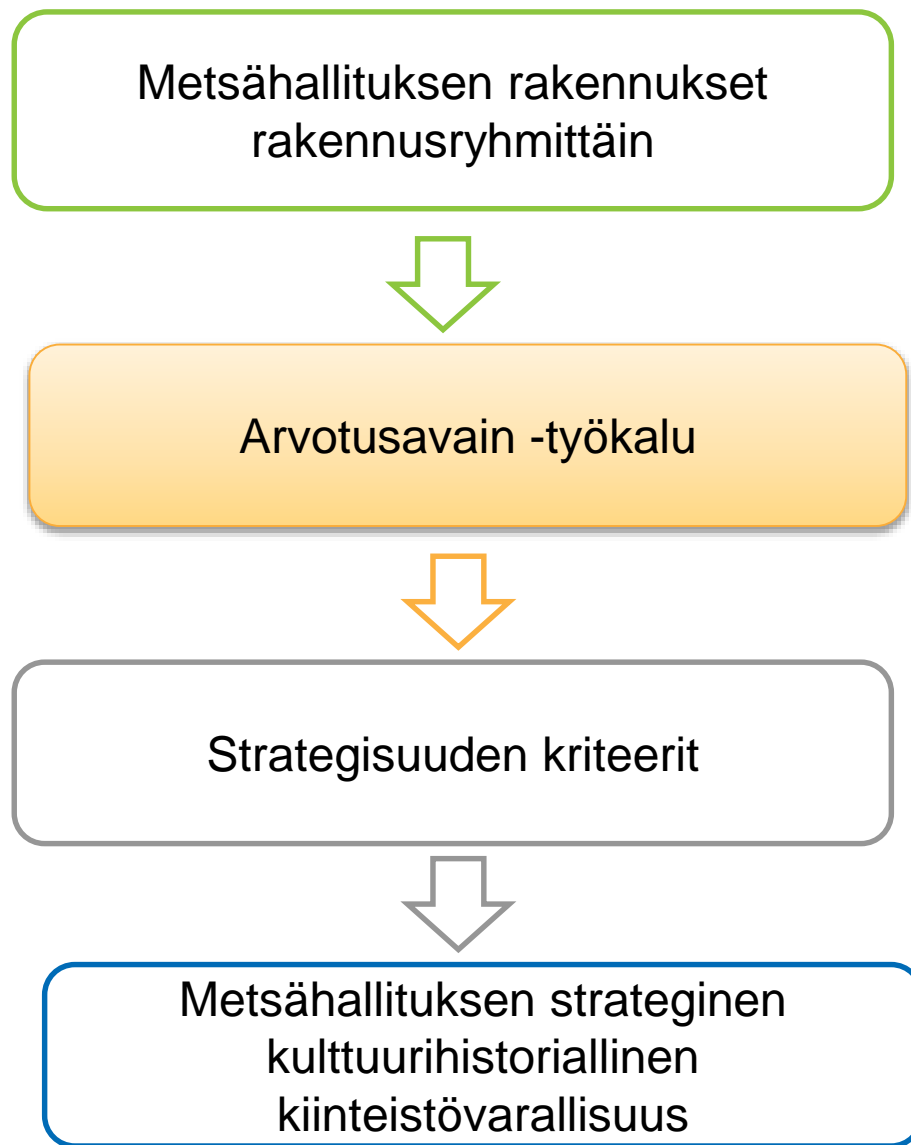 Metsähallituksen rakennukset
rakennusryhmittäin
Arvotusavain -työkalu
Strategisuuden kriteerit
Metsähallituksen strateginen
kulttuurihistoriallinen
kiinteistövarallisuus